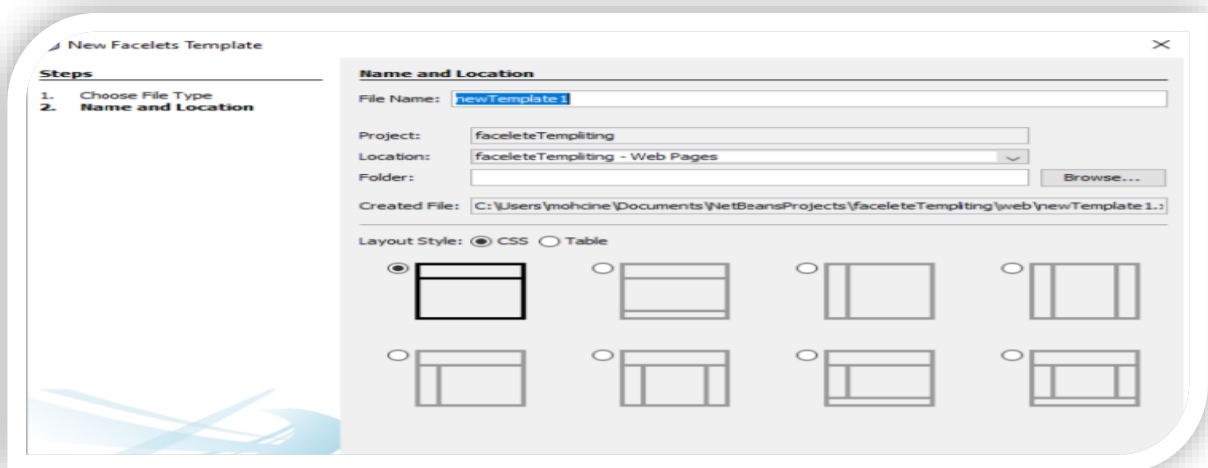 New Facelets Template
Steps
1. Choose File Type
2. Name and Location
Name and Location
File Name: newTemplate1
Project: faceleteTempliting
Location: faceleteTempliting - Web Pages
Folder:
Browse...
Created File: C:\Users\mohcine\Documents\NetBeansProjects\faceleteTempliting\web\newTemplate1.
Layout Style: CSS Table